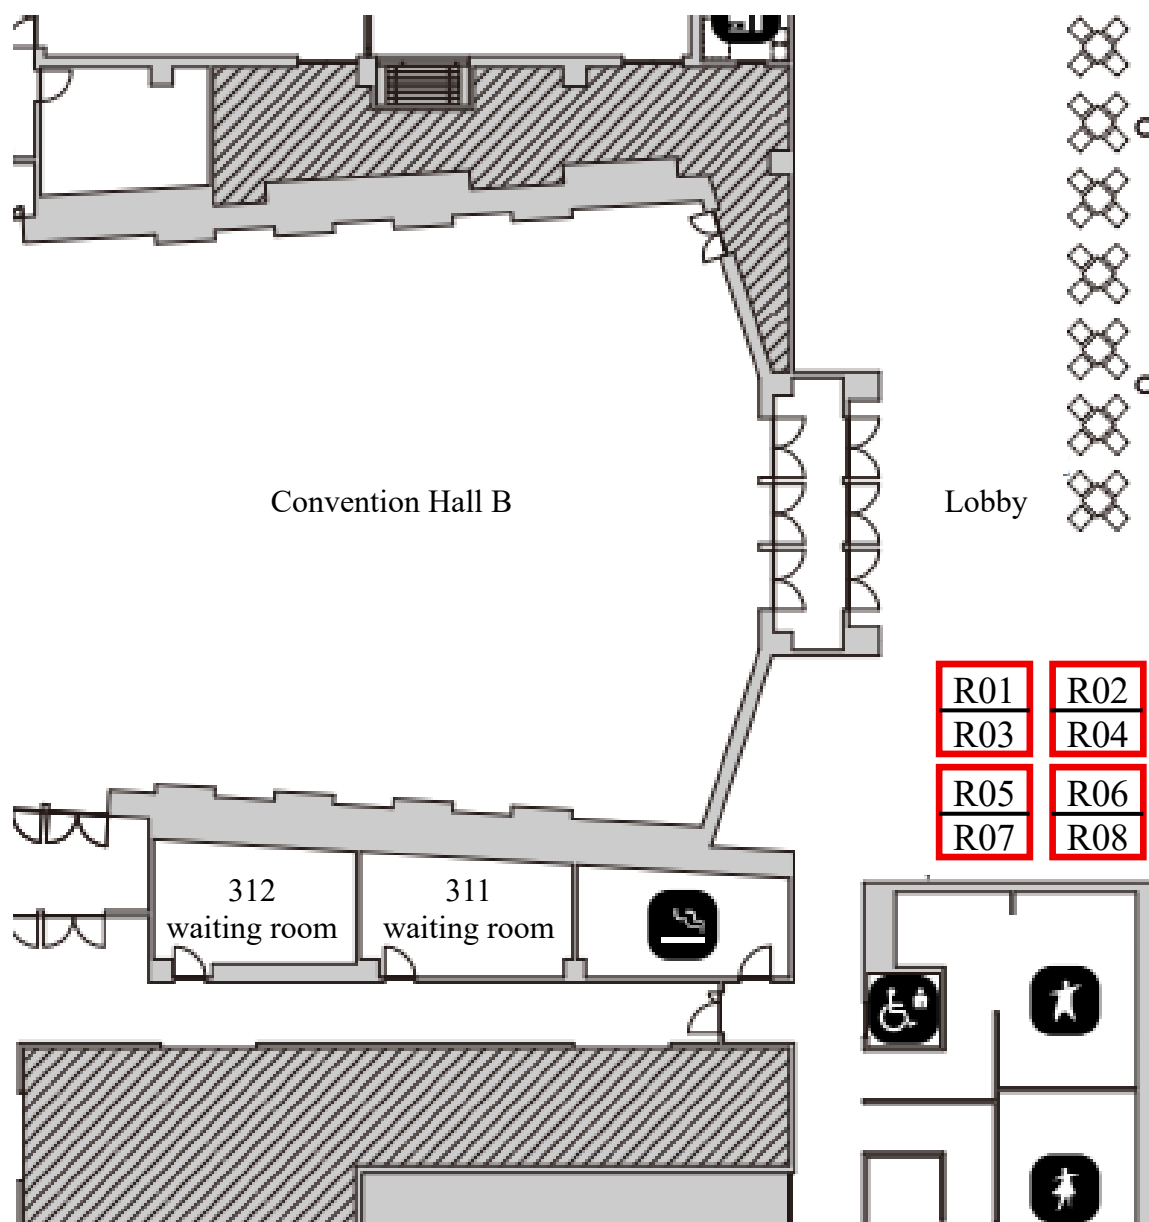 Convention Hall B
Lobby
R01 R02
R03 R04
R05 R06
R07 R08
312
waiting room
311
waiting room